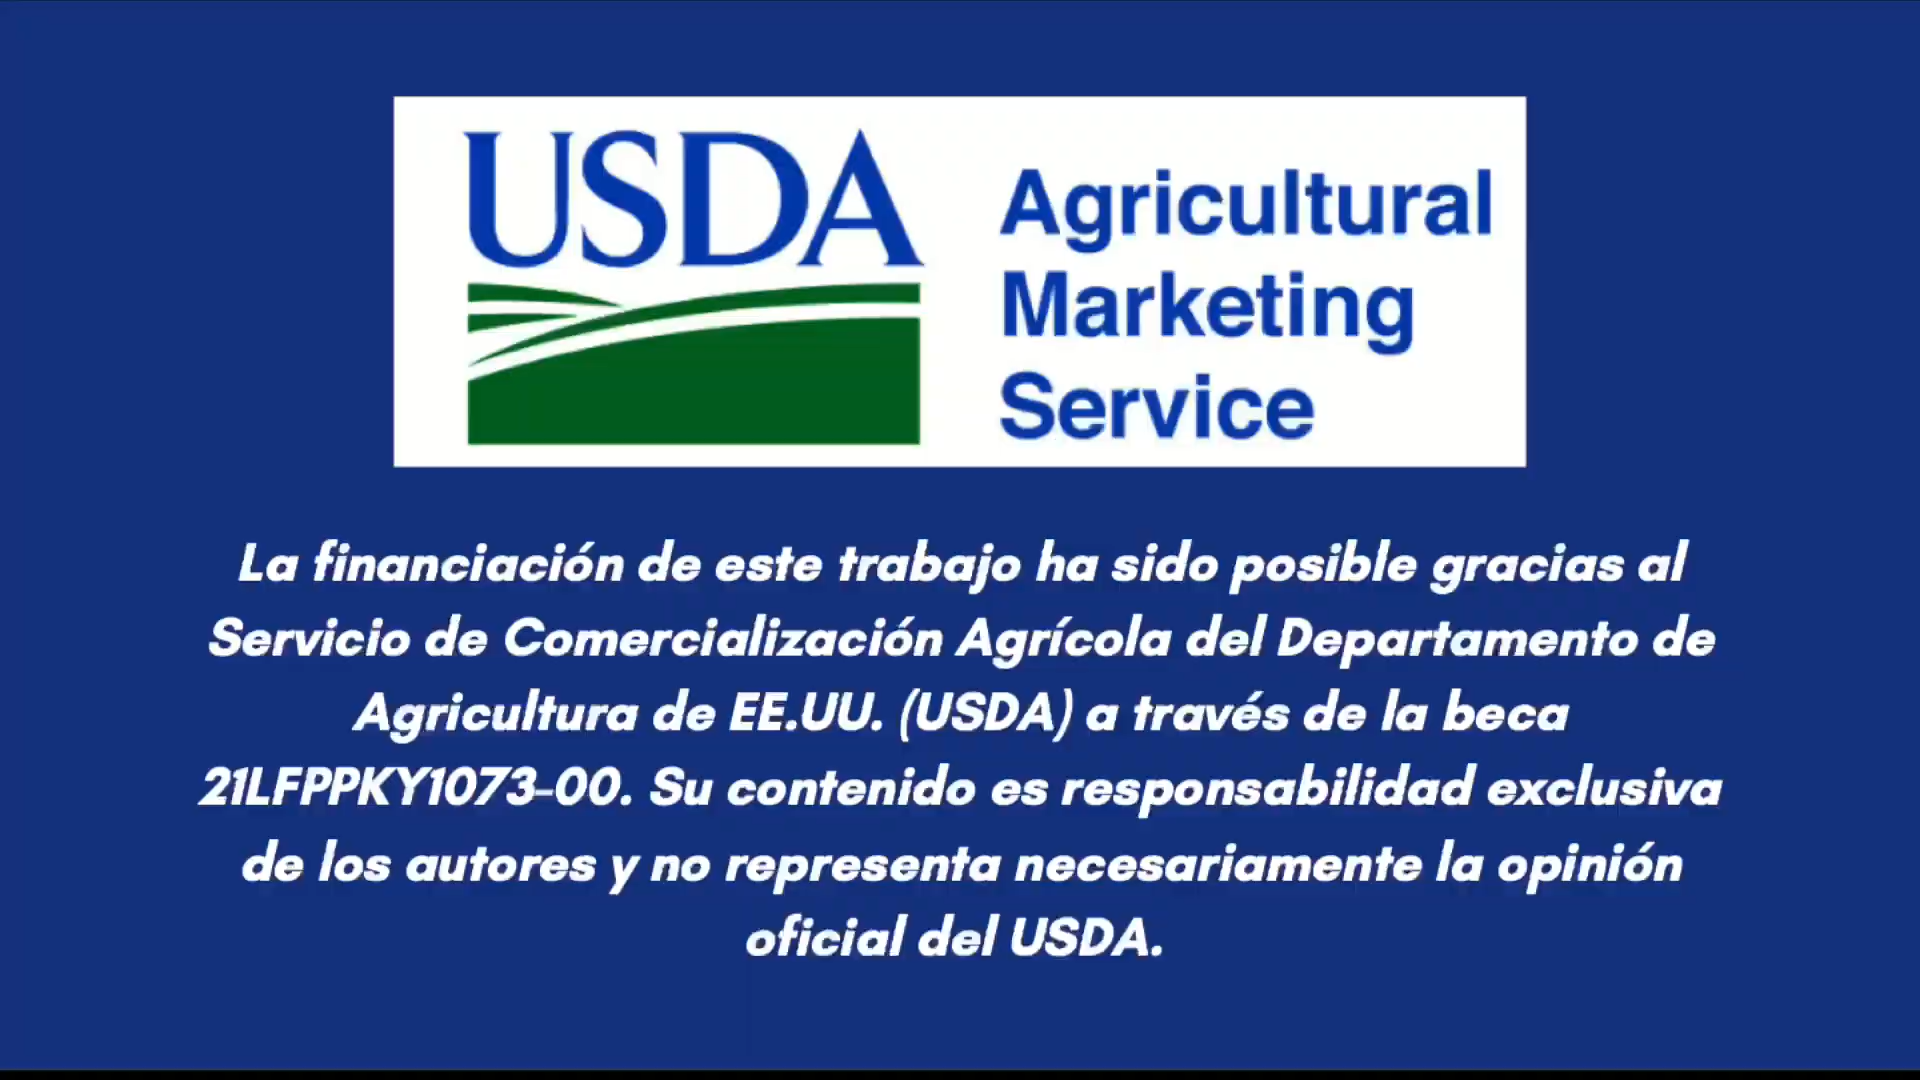 USDA
Agricultural
Marketing
Service
La financiación de este trabajo ha sido posible gracias al
Servicio de Comercialización Agrícola del Departamento de
Agricultura de EE.UU. (USDA) a través de la beca
21LFPPKY1073-00. Su contenido es responsabilidad exclusiva
de los autores y no representa necesariamente la opinión
oficial del USDA.